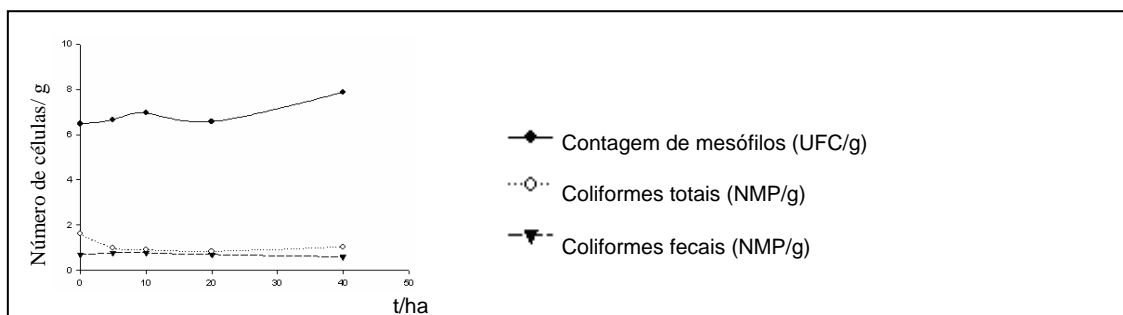 Número de células/ g
10
8
6
4
2
0
0 10 20 30 40 50
t/ha
Contagem de mesófilos (UFC/g)
Coliformes totais (NMP/g)
Coliformes fecais (NMP/g)